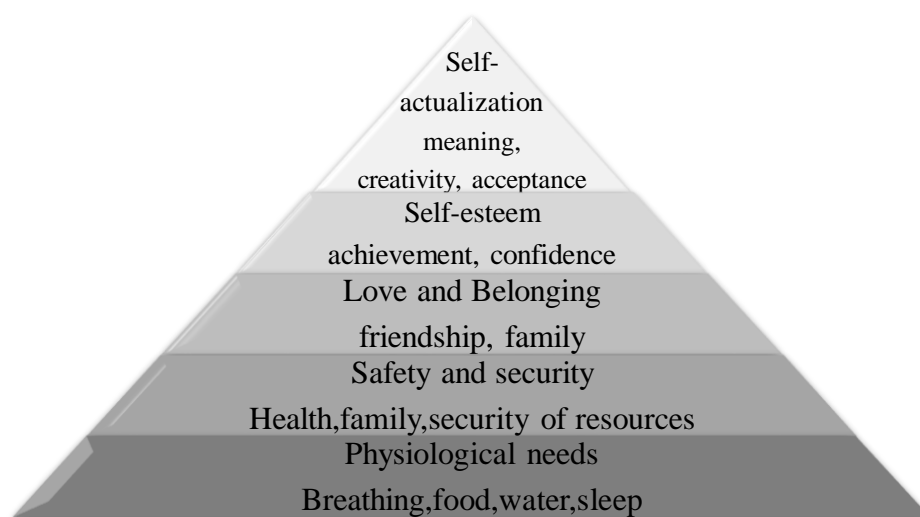 Self-
actualization
meaning,
creativity, acceptance
Self-esteem
achievement, confidence
Love and Belonging
friendship, family
Safety and security
Health,family,security of resources
Physiological needs
Breathing,food,water,sleep